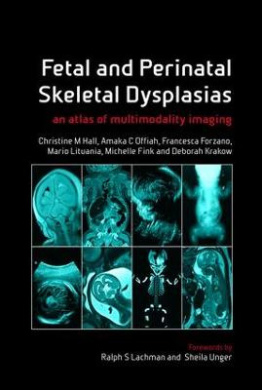 Fetal and Perinatal
Skeletal Dysplasias
an atlas of multimodality imaging
Christine M Hall, Amaka C Offiah, Francesca Forzano,
Mario Lituania, Michelle Fink and Deborah Krakow
Forewords by
Ralph S Lachman and Sheila Unger